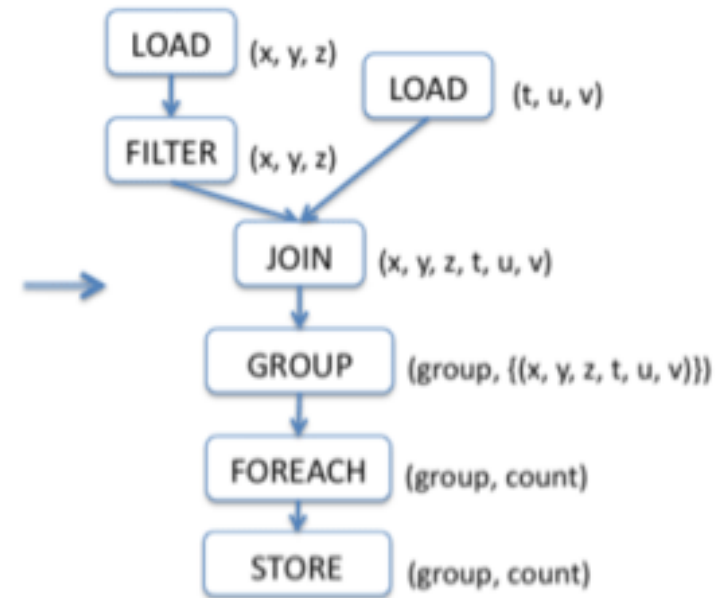 LOAD (x, y, z)
LOAD (t, u, v)
FILTER (x, y, z)
JOIN (x, y, z, t, u, v)
GROUP (group, {(x, y, z, t, u, v)})
FOREACH (group, count)
STORE (group, count)